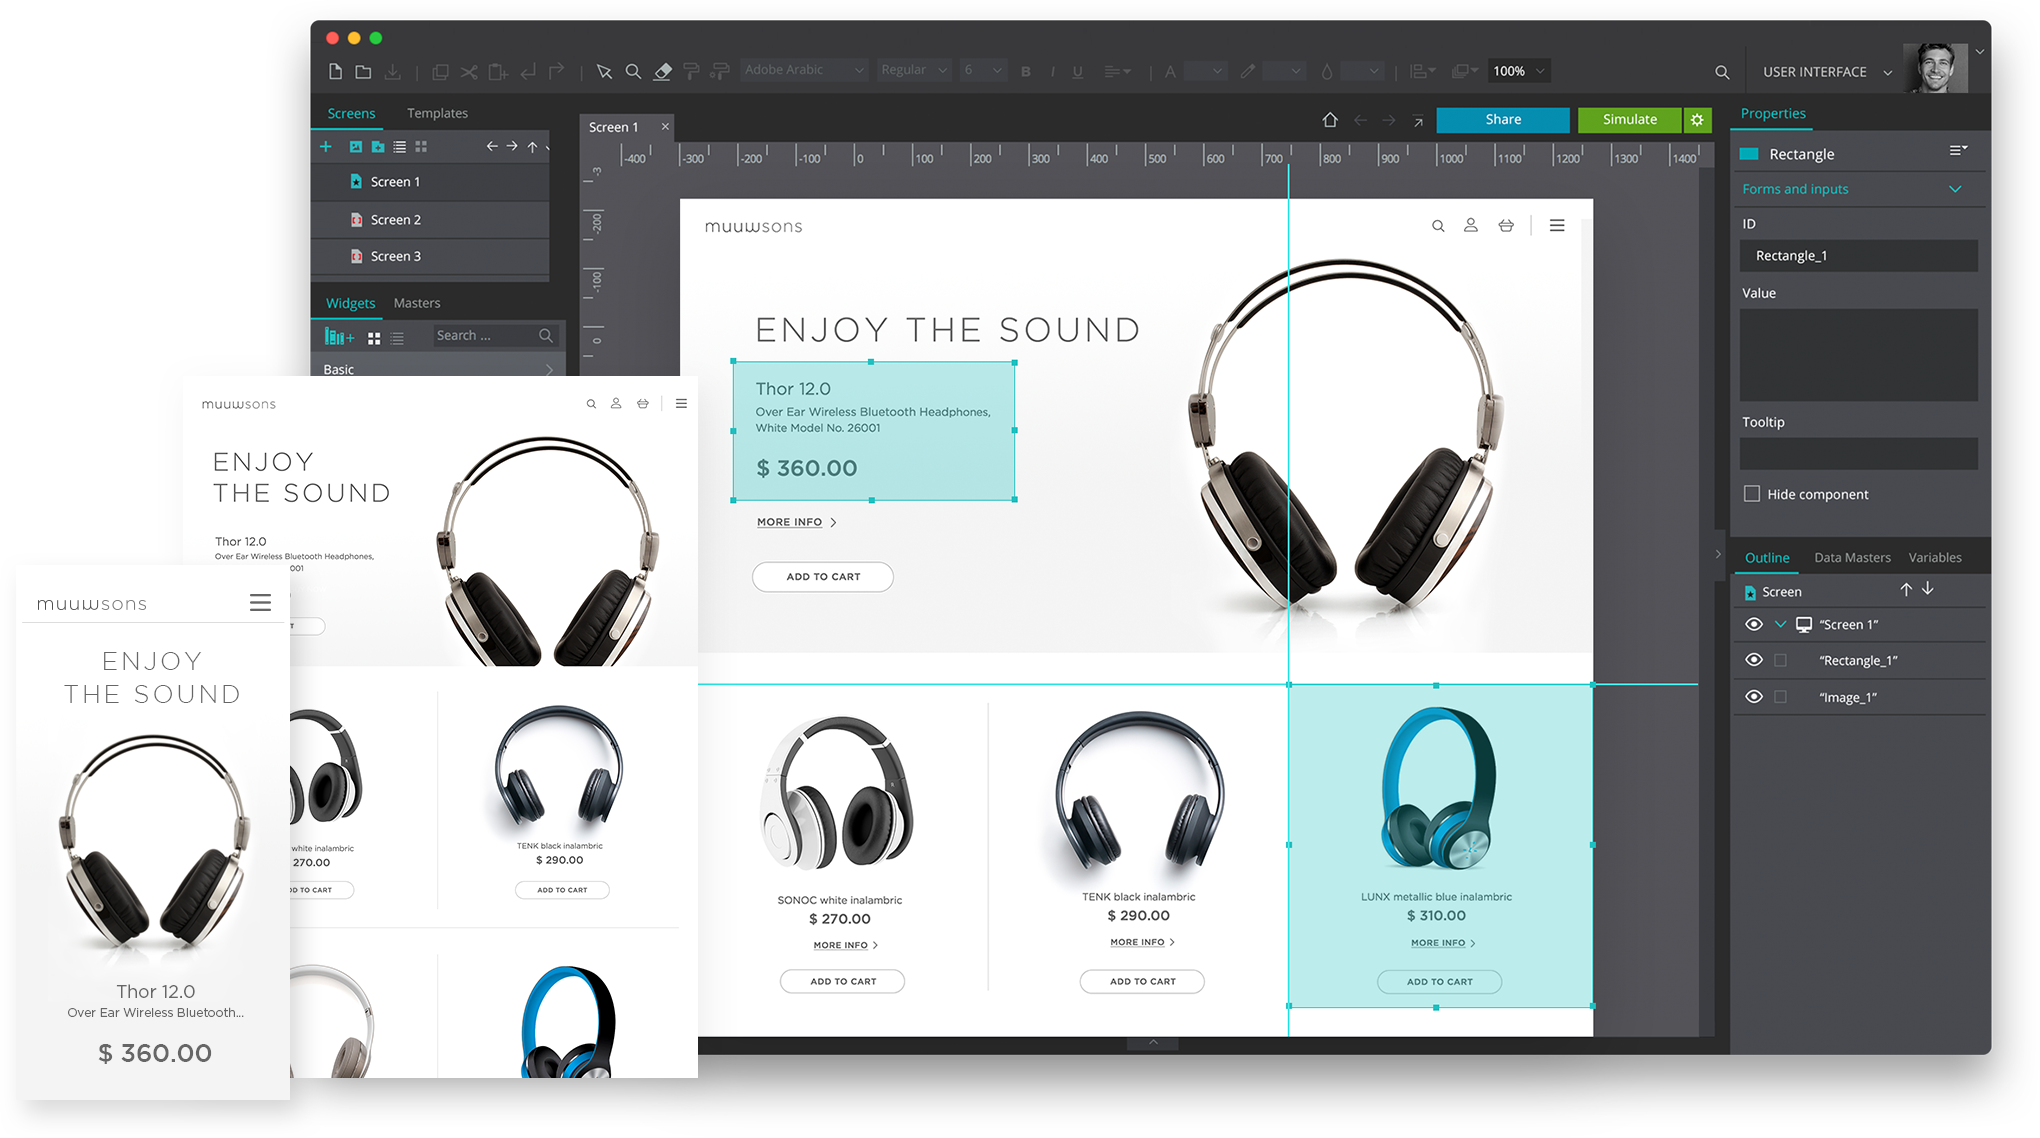 Adobe Arabic
Regular
6
B
I
U
A
100%
USER INTERFACE
Screens
Templates
Screen 1
Screen 2
Screen 3
Widgets
Masters
Search ...
Basic
Screen 1
×
Share
Simulate
-400
-300
-200
-100
0
100
200
300
400
500
600
700
800
900
1000
1100
1200
1300
1400
-3
-200
-100
0
muuwsons
ENJOY THE SOUND
Thor 12.0
Over Ear Wireless Bluetooth Headphones,
White Model No. 26001
$ 360.00
MORE INFO
ADD TO CART
SONOC white inalambric
$ 270.00
MORE INFO
ADD TO CART
TENK black inalambric
$ 290.00
MORE INFO
ADD TO CART
LUNX metallic blue inalambric
$ 310.00
MORE INFO
ADD TO CART
Properties
Rectangle
Forms and inputs
ID
Rectangle_1
Value
Tooltip
Hide component
Outline
Data Masters
Variables
Screen
“Screen 1”
“Rectangle_1”
“Image_1”
muuwsons
ENJOY
THE SOUND
Thor 12.0
Over Ear Wireless Bluetooth Headphones,
001
T
white inalambric
270.00
DD TO CART
TENK black inalambric
$ 290.00
ADD TO CART
muuwsons
ENJOY
THE SOUND
Thor 12.0
Over Ear Wireless Bluetooth...
$ 360.00